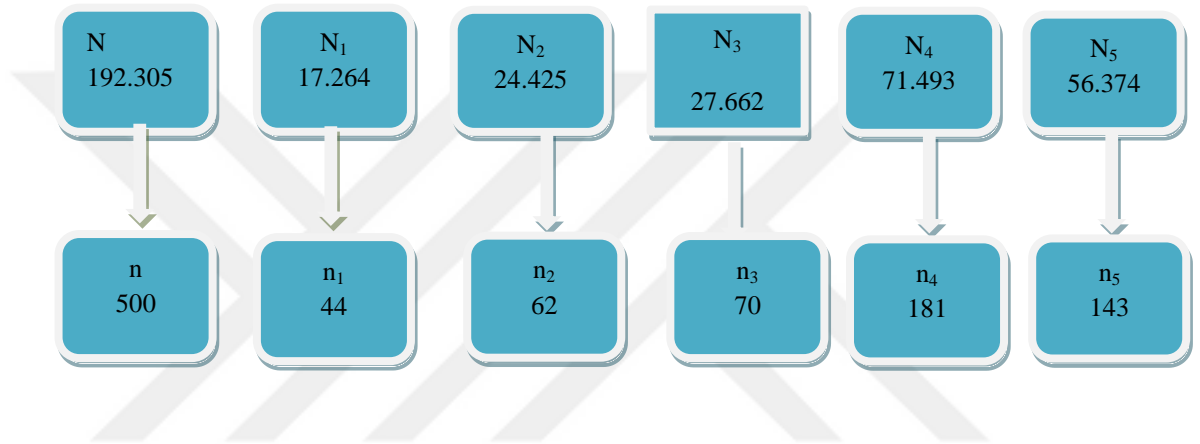 N
192.305
N₁
17.264
N₂
24.425
N₃
27.662
N₄
71.493
N₅
56.374
n
500
n₁
44
n₂
62
n₃
70
n₄
181
n₅
143